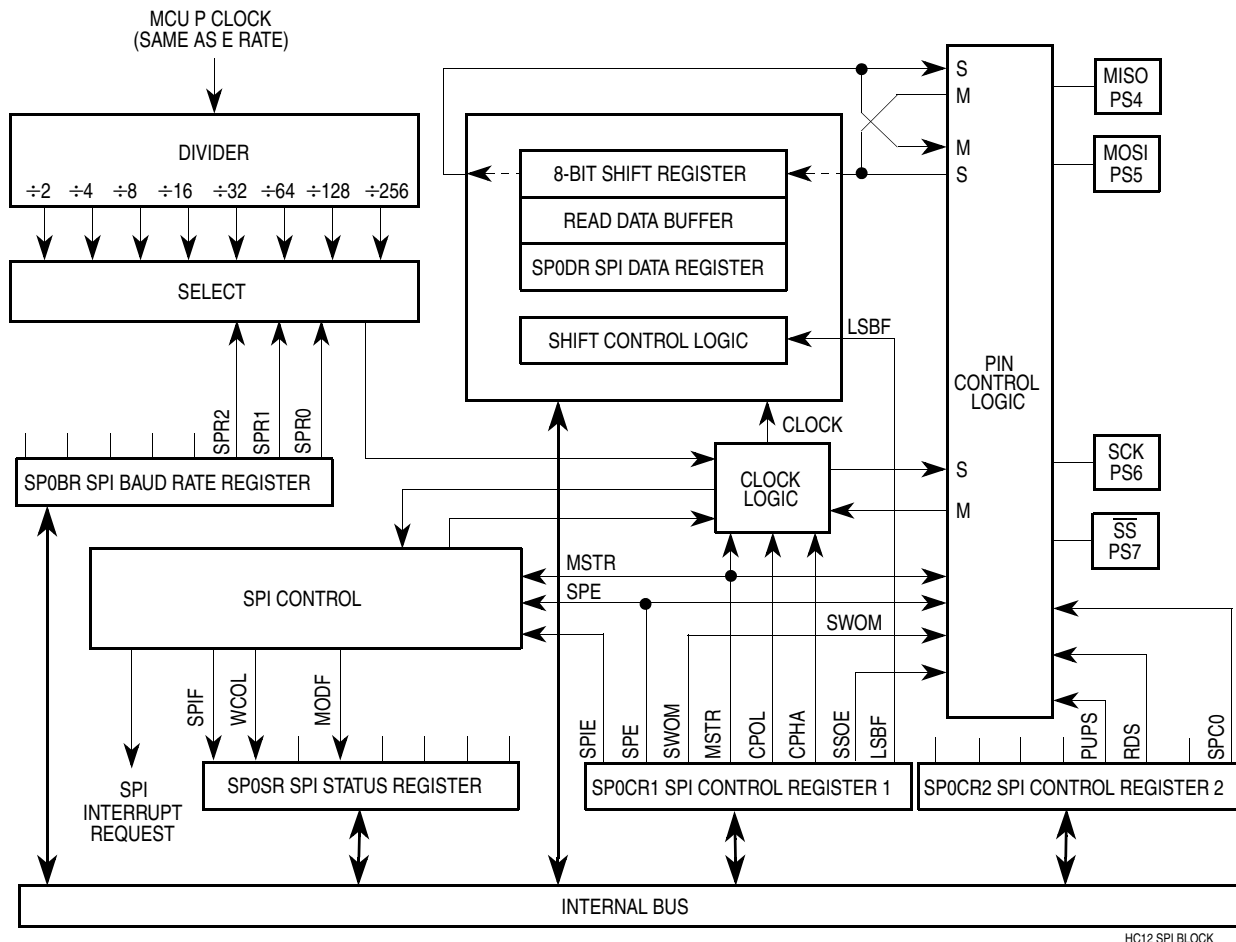 MCU P CLOCK
(SAME AS E RATE)
DIVIDER
÷2 ÷4 ÷8 ÷16 ÷32 ÷64 ÷128 ÷256
SELECT
SPR2
SPR1
SPR0
SP0BR SPI BAUD RATE REGISTER
8-BIT SHIFT REGISTER
READ DATA BUFFER
SP0DR SPI DATA REGISTER
SHIFT CONTROL LOGIC
LSBF
CLOCK
CLOCK
LOGIC
S
M
M
S
PIN
CONTROL
LOGIC
S
M
MISO
PS4
MOSI
PS5
SCK
PS6
SS
PS7
SPI CONTROL
MSTR
SPE
SWOM
SPIF
WCOL
MODF
SPI
INTERRUPT
REQUEST
SP0SR SPI STATUS REGISTER
SPIE
SPE
SWOM
MSTR
CPOL
CPHA
SSOE
LSBF
SP0CR1 SPI CONTROL REGISTER 1
PUPS
RDS
SPC0
SP0CR2 SPI CONTROL REGISTER 2
INTERNAL BUS
HC12 SPI BLOCK